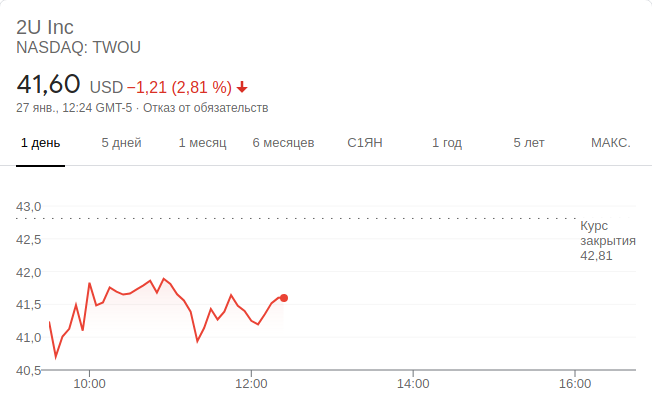 2U Inc
NASDAQ: TWOU
41,60 USD −1,21 (2,81 %)
27 янв., 12:24 GMT-5 · Отказ от обязательств
1 день 5 дней 1 месяц 6 месяцев С1ЯН 1 год 5 лет МАКС.
43,0
Курс
закрытия
42,81
42,5
42,0
41,5
41,0
40,5
10:00 12:00 14:00 16:00